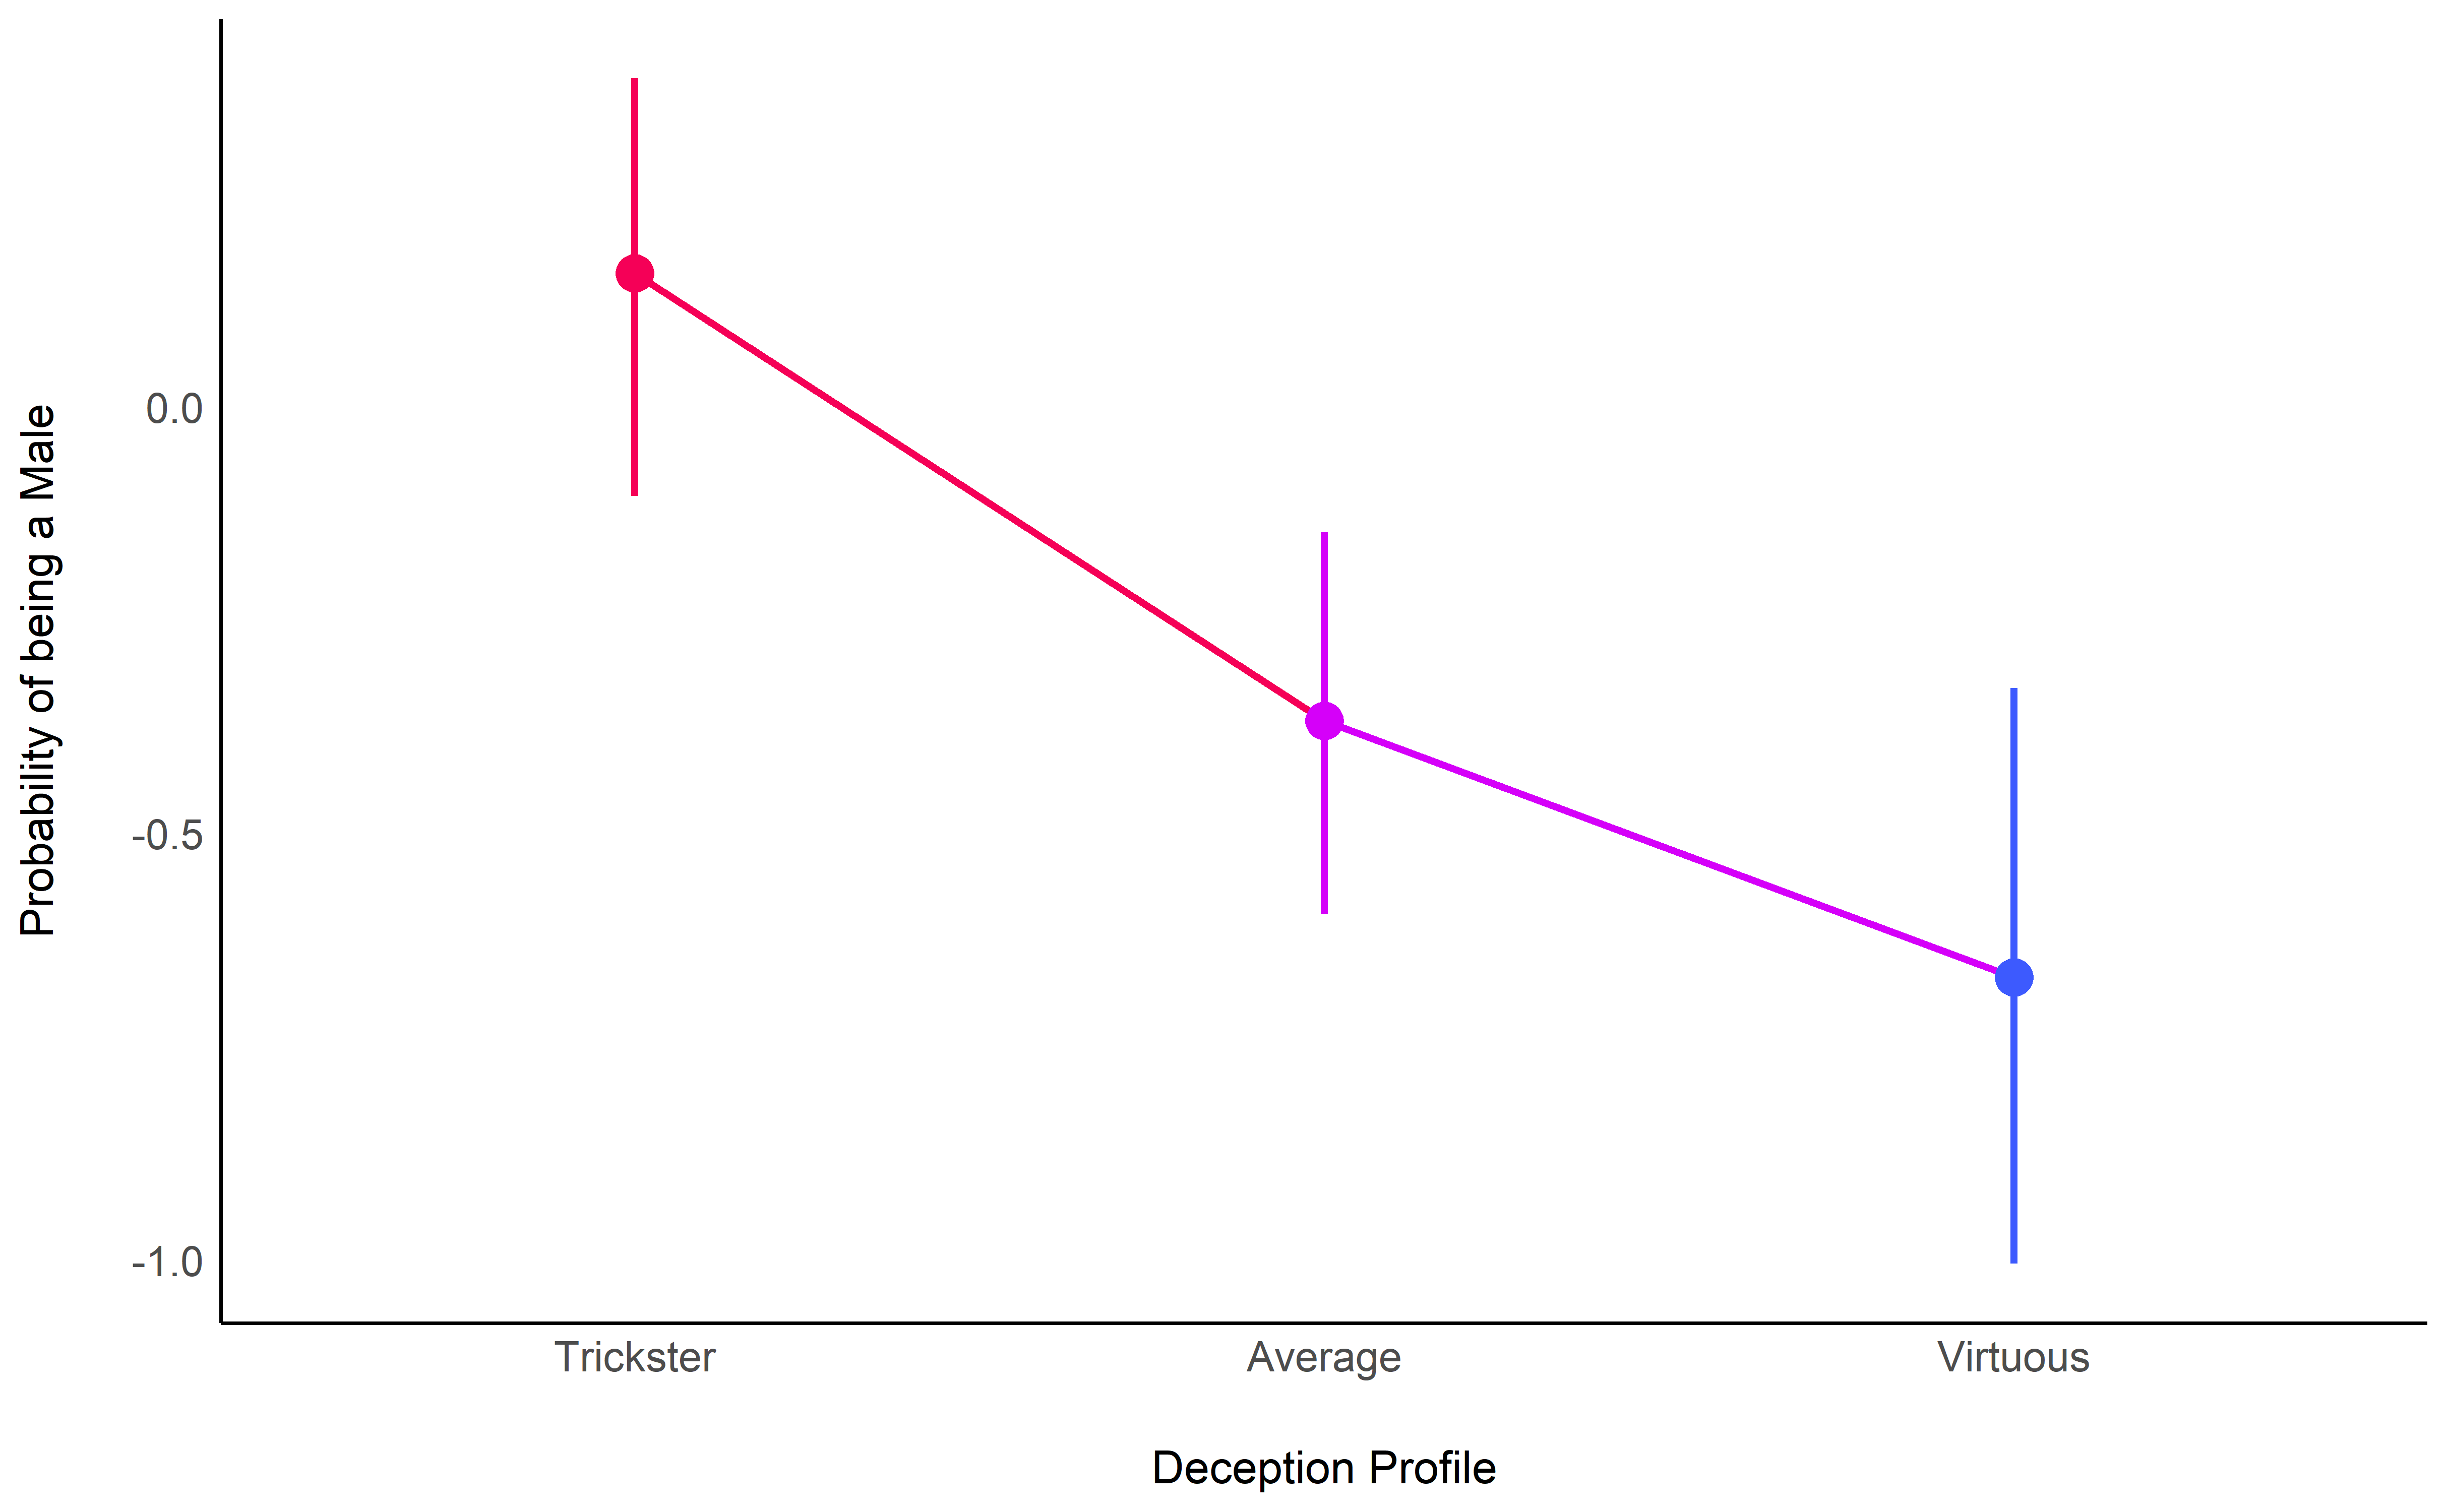 Probability of being a Male
0.0
-0.5
-1.0
Trickster
Average
Virtuous
Deception Profile